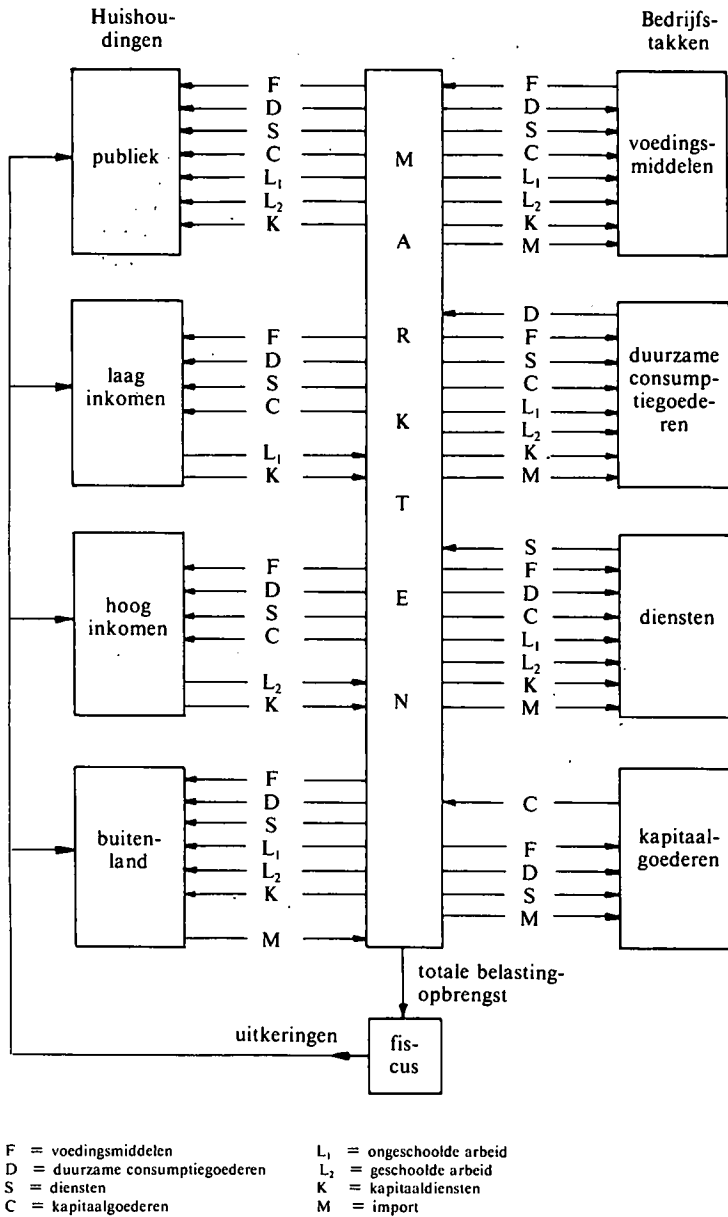 Huishou-
dingen
Bedrijfs-
takken
publiek
F
D
S
C
L₁
L₂
K
F
D
S
C
L₁
L₂
K
M
voedings-
middelen
laag
inkomen
F
D
S
C
L₁
K
D
F
S
C
L₁
L₂
K
M
duurzame
consump-
tiegoede-
ren
hoog
inkomen
F
D
S
C
L₂
K
S
F
D
C
L₁
L₂
K
M
diensten
buiten-
land
F
D
S
L₁
L₂
K
M
C
F
D
S
M
kapitaal-
goederen
M
A
R
K
T
E
N
totale belasting-
opbrengst
uitkeringen
fis-
cus
F = voedingsmiddelen
D = duurzame consumptiegoederen
S = diensten
C = kapitaalgoederen
L₁ = ongeschoolde arbeid
L₂ = geschoolde arbeid
K = kapitaaldiensten
M = import